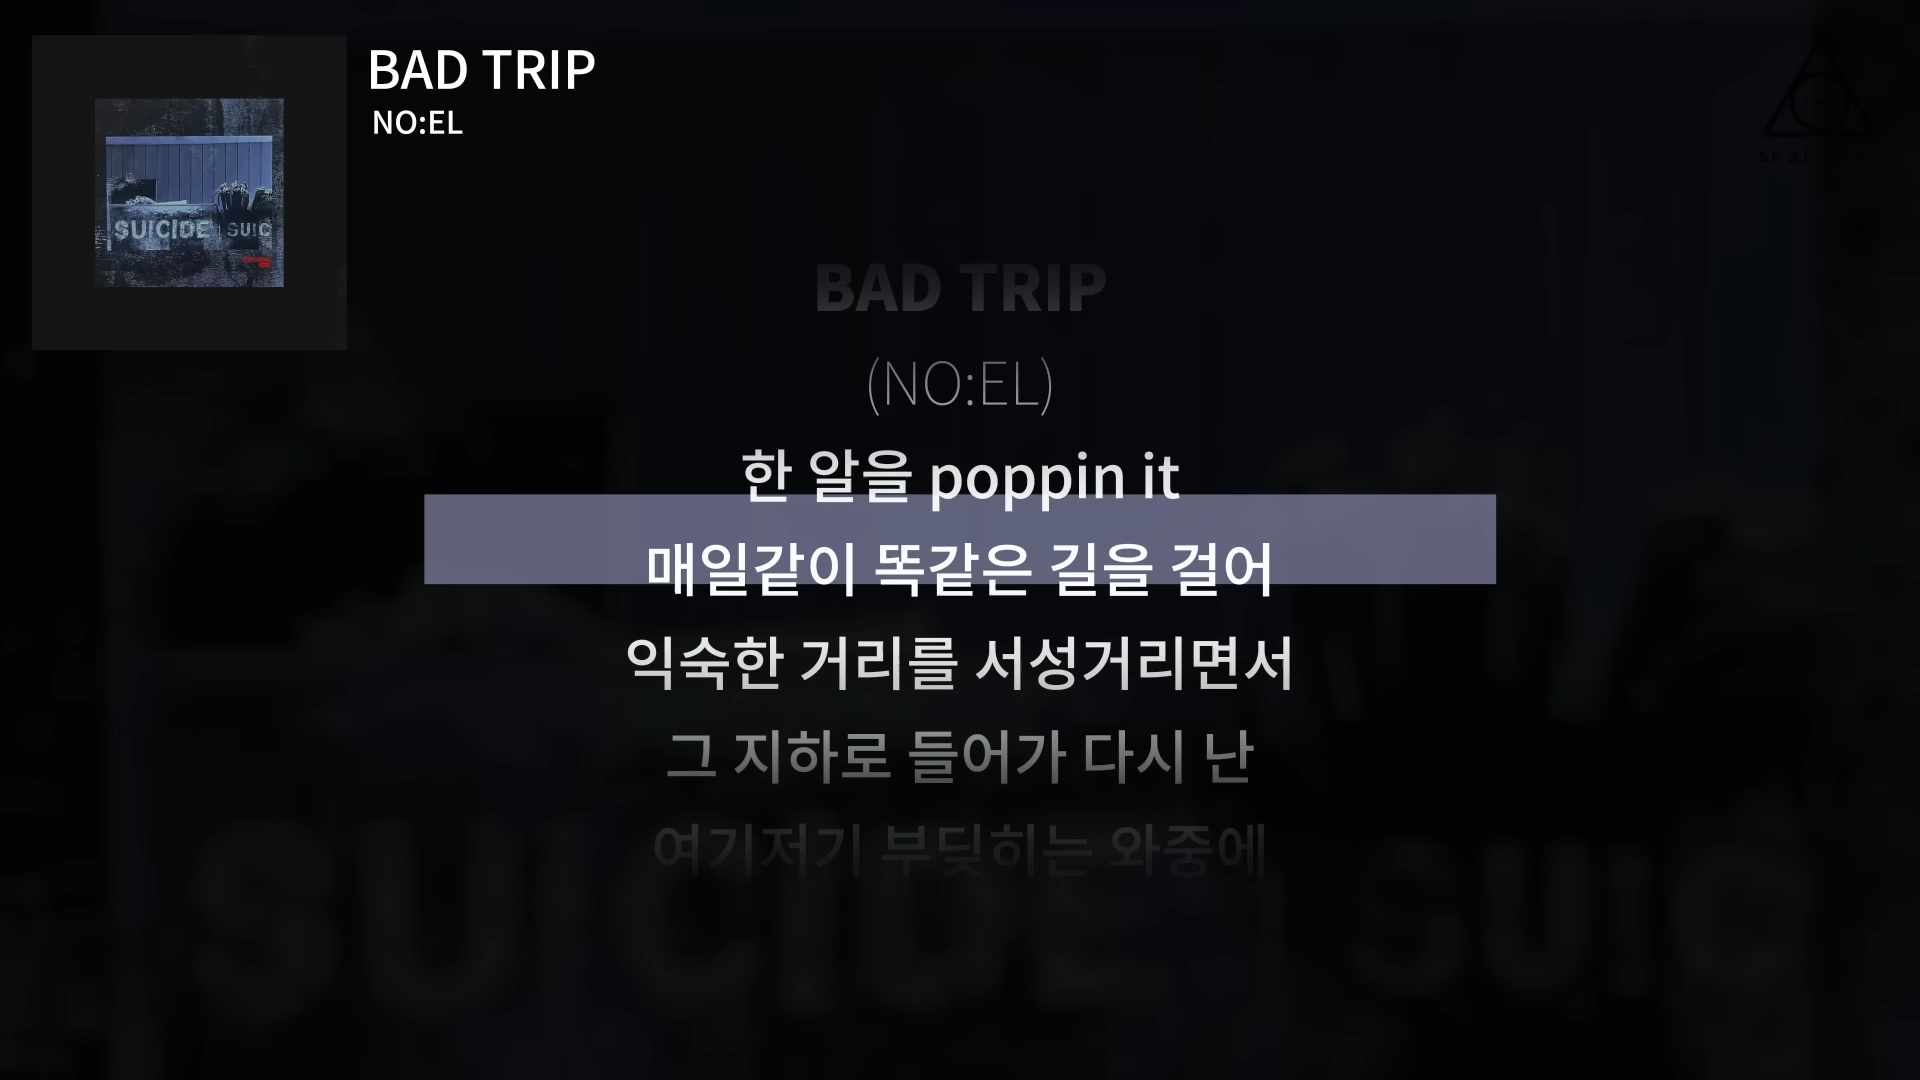 BAD TRIP
NO:EL
SUICIDE SUIC
BAD TRIP
(NO:EL)
한 알을 poppin it
매일같이 똑같은 길을 걸어
익숙한 거리를 서성거리면서
그 지하로 들어가 다시 난
여기저기 부딪히는 와중에
SUICIDE SUIC